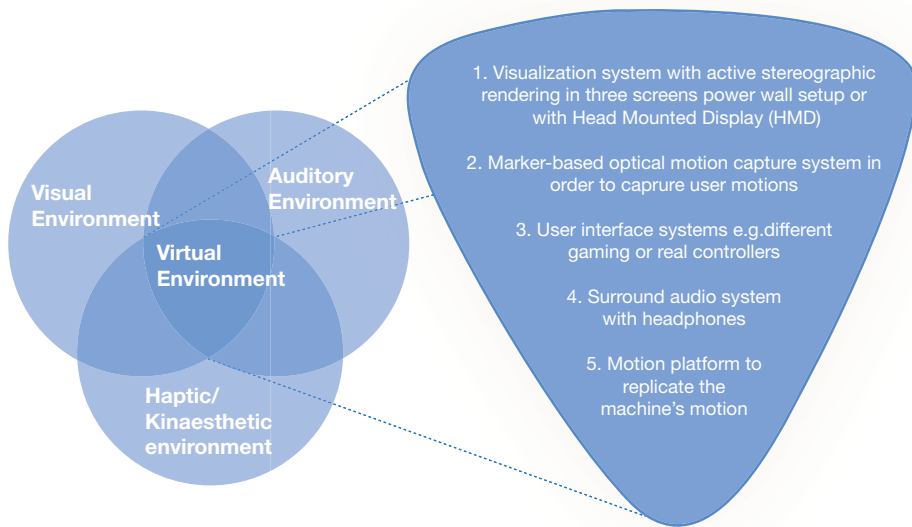 Visual
Environment
Auditory
Environment
Virtual
Environment
Haptic/
Kinaesthetic
environment
1. Visualization system with active stereographic
rendering in three screens power wall setup or
with Head Mounted Display (HMD)
2. Marker-based optical motion capture system in
order to caprure user motions
3. User interface systems e.g.different
gaming or real controllers
4. Surround audio system
with headphones
5. Motion platform to
replicate the
machine’s motion